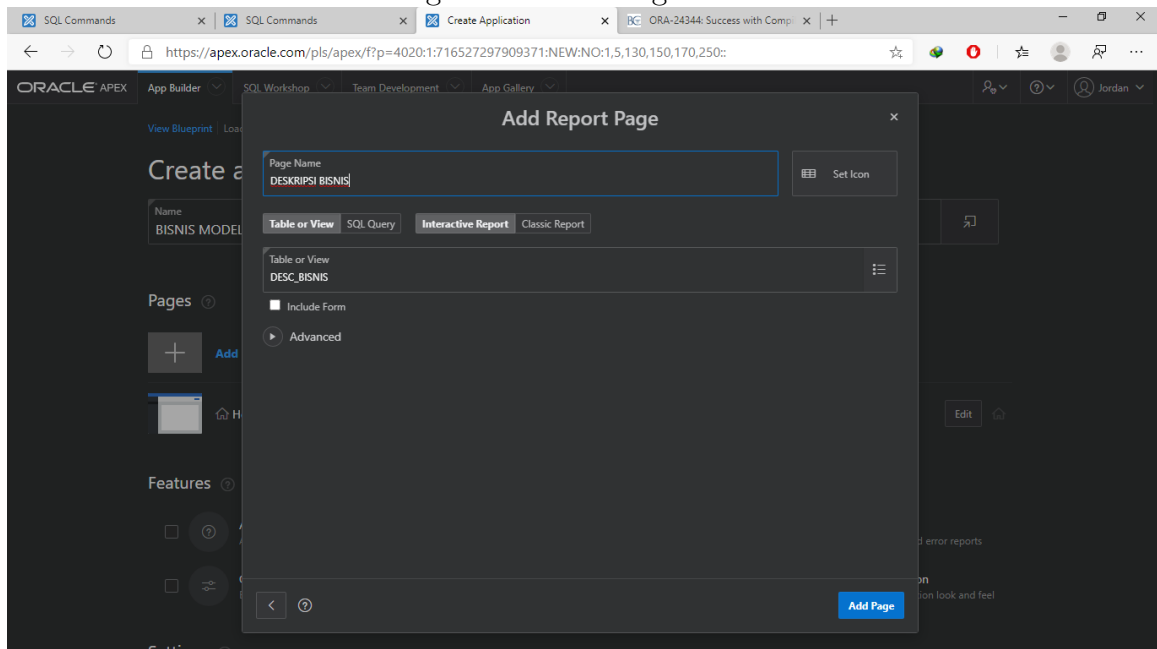 SQL Commands
SQL Commands
Create Application
ORA-24344: Success with Compi
https://apex.oracle.com/pls/apex/f?p=4020:1:716527297909371:NEW:NO:1,5,130,150,170,250::
ORACLE APEX
App Builder
SQL Workshop
Team Development
App Gallery
Jordan
View Blueprint
Load
Add Report Page
Create a
Page Name
DESKRIPSI BISNIS
Set Icon
Name
BISNIS MODEL
Table or View
SQL Query
Interactive Report
Classic Report
Table or View
DESC_BISNIS
Include Form
Advanced
Pages
Add
Edit
Features
d error reports
on
ion look and feel
Add Page